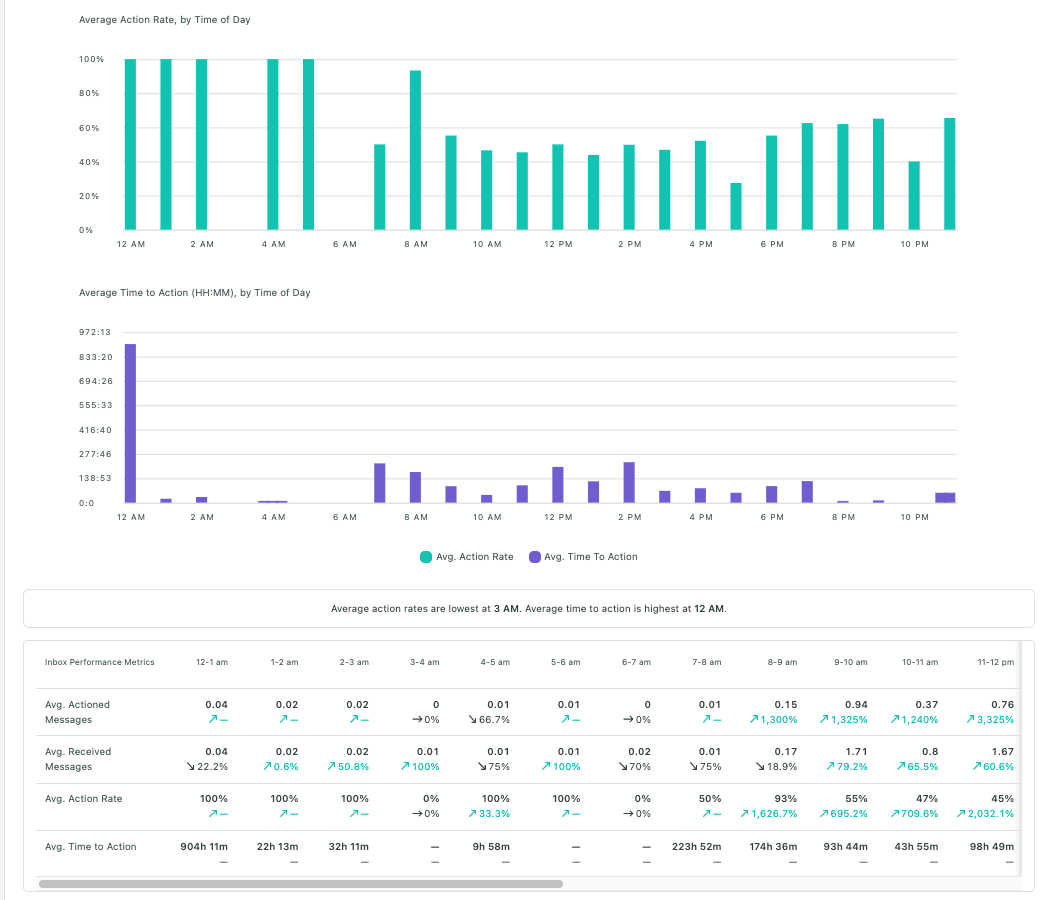 Average Action Rate, by Time of Day
100%
80%
60%
40%
20%
0%
12 AM 2 AM 4 AM 6 AM 8 AM 10 AM 12 PM 2 PM 4 PM 6 PM 8 PM 10 PM
Average Time to Action (HH:MM), by Time of Day
972:13
833:20
694:26
555:33
416:40
277:46
138:53
0:0
12 AM 2 AM 4 AM 6 AM 8 AM 10 AM 12 PM 2 PM 4 PM 6 PM 8 PM 10 PM
Avg. Action Rate Avg. Time To Action
Average action rates are lowest at 3 AM. Average time to action is highest at 12 AM.
Inbox Performance Metrics 12-1 am 1-2 am 2-3 am 3-4 am 4-5 am 5-6 am 6-7 am 7-8 am 8-9 am 9-10 am 10-11 am 11-12 pm
Avg. Actioned 0.04 0.02 0.02 0 0.01 0.01 0 0.01 0.15 0.94 0.37 0.76
Messages ↗ — ↗ — ↗ — → 0% ↘ 66.7% ↗ — → 0% ↗ — ↗ 1,300% ↗ 1,325% ↗ 1,240% ↗ 3,325%
Avg. Received 0.04 0.02 0.02 0.01 0.01 0.01 0.02 0.01 0.17 1.71 0.8 1.67
Messages ↘ 22.2% ↗ 0.6% ↗ 50.8% ↗ 100% ↘ 75% ↗ 100% ↘ 70% ↘ 75% ↘ 18.9% ↗ 79.2% ↗ 65.5% ↗ 60.6%
Avg. Action Rate 100% 100% 100% 0% 100% 100% 0% 50% 93% 55% 47% 45%
↗ — ↗ — ↗ — → 0% ↗ 33.3% ↗ — → 0% ↗ — ↗ 1,626.7% ↗ 695.2% ↗ 709.6% ↗ 2,032.1%
Avg. Time to Action 904h 11m 22h 13m 32h 11m — 9h 58m — — 223h 52m 174h 36m 93h 44m 43h 55m 98h 49m
— — — — — — — — — — — —